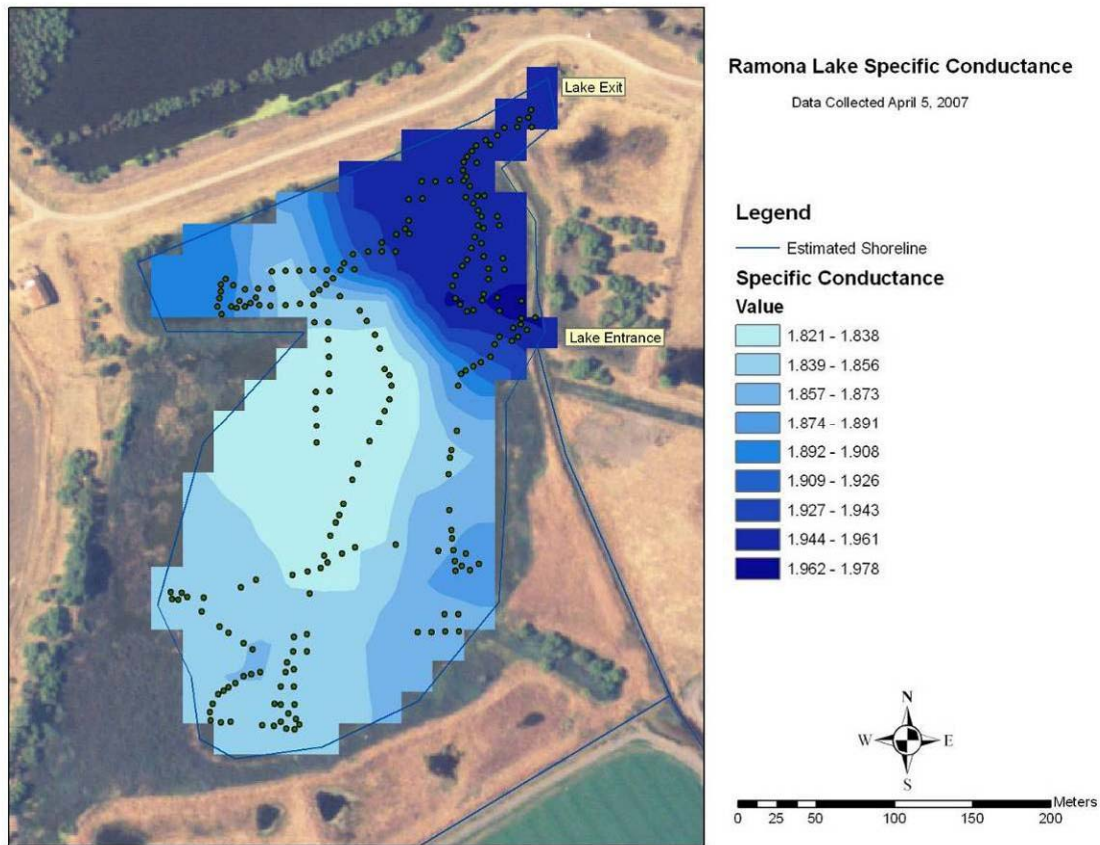 Lake Exit
Lake Entrance
Ramona Lake Specific Conductance
Data Collected April 5, 2007
Legend
Estimated Shoreline
Specific Conductance
Value
1.821 - 1.838
1.839 - 1.856
1.857 - 1.873
1.874 - 1.891
1.892 - 1.908
1.909 - 1.926
1.927 - 1.943
1.944 - 1.961
1.962 - 1.978
N
W E
S
Meters
0 25 50 100 150 200